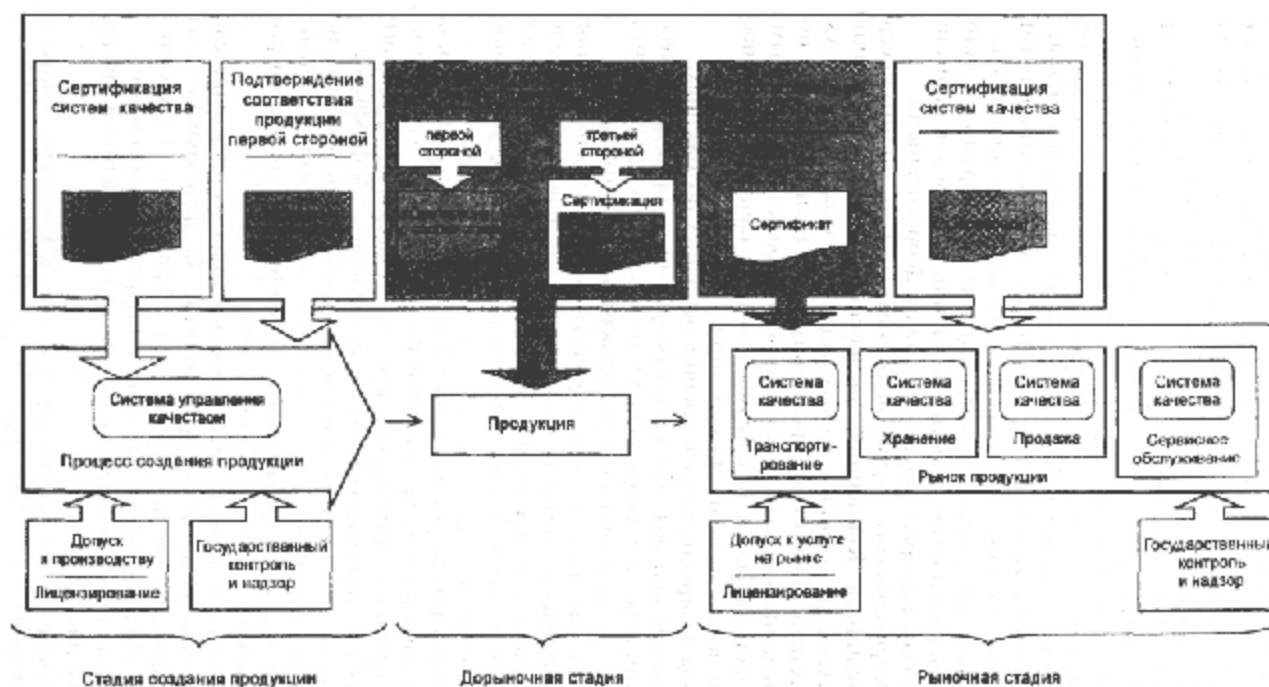 Сертификация
систем качества
Подтверждение
соответствия
продукции
первой стороной
первой
стороной
третьей
стороной
Сертификация
Сертификат
Сертификация
систем качества
Система управления
качеством
Процесс создания продукции
Продукция
Система
качества
Транспорти-
рование
Система
качества
Хранение
Система
качества
Продажа
Система
качества
Сервисное
обслуживание
Рынок продукции
Допуск
к производству
Лицензирование
Государственный
контроль
и надзор
Допуск к услуге
на рынке
Лицензирование
Государственный
контроль
и надзор
Стадия создания продукции
Дорыночная стадия
Рыночная стадия